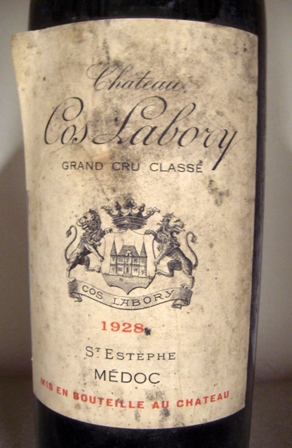 Château
Cos Labory
GRAND CRU CLASSÉ
COS LABORY
1928
ST ESTÈPHE
MÉDOC
MIS EN BOUTEILLE AU CHATEAU